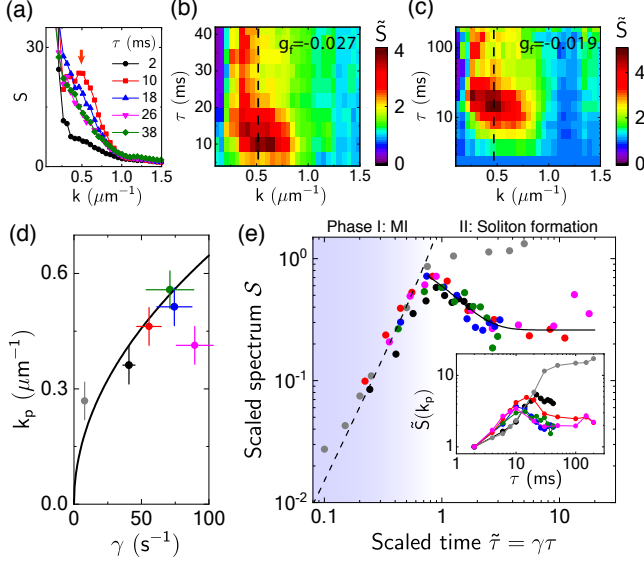 (a)
τ (ms)
2
10
18
26
38
30
0
S
0.5 1.0 1.5
k (μm⁻¹)
(b)
g_f=-0.027
40
30
20
10
0
τ (ms)
0.5 1.0 1.5
k (μm⁻¹)
S̃
4
2
0
(c)
g_f=-0.019
100
10
τ (ms)
0.5 1.0 1.5
k (μm⁻¹)
S̃
4
2
0
(d)
0.6
0.3
0.0
k_p (μm⁻¹)
0 50 100
γ (s⁻¹)
(e)
Phase I: MI II: Soliton formation
10⁰
10⁻¹
10⁻²
Scaled spectrum 𝒮
0.1 1 10
Scaled time τ̃ = γτ
10
1
S̃(k_p)
1 10 100
τ (ms)